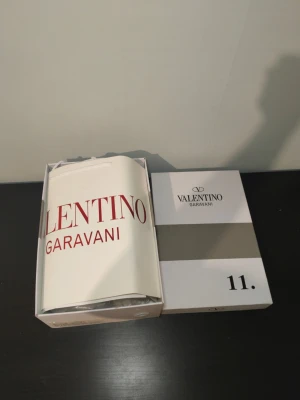 LENTINO
GARAVANI
VALENTINO
GARAVANI
11.